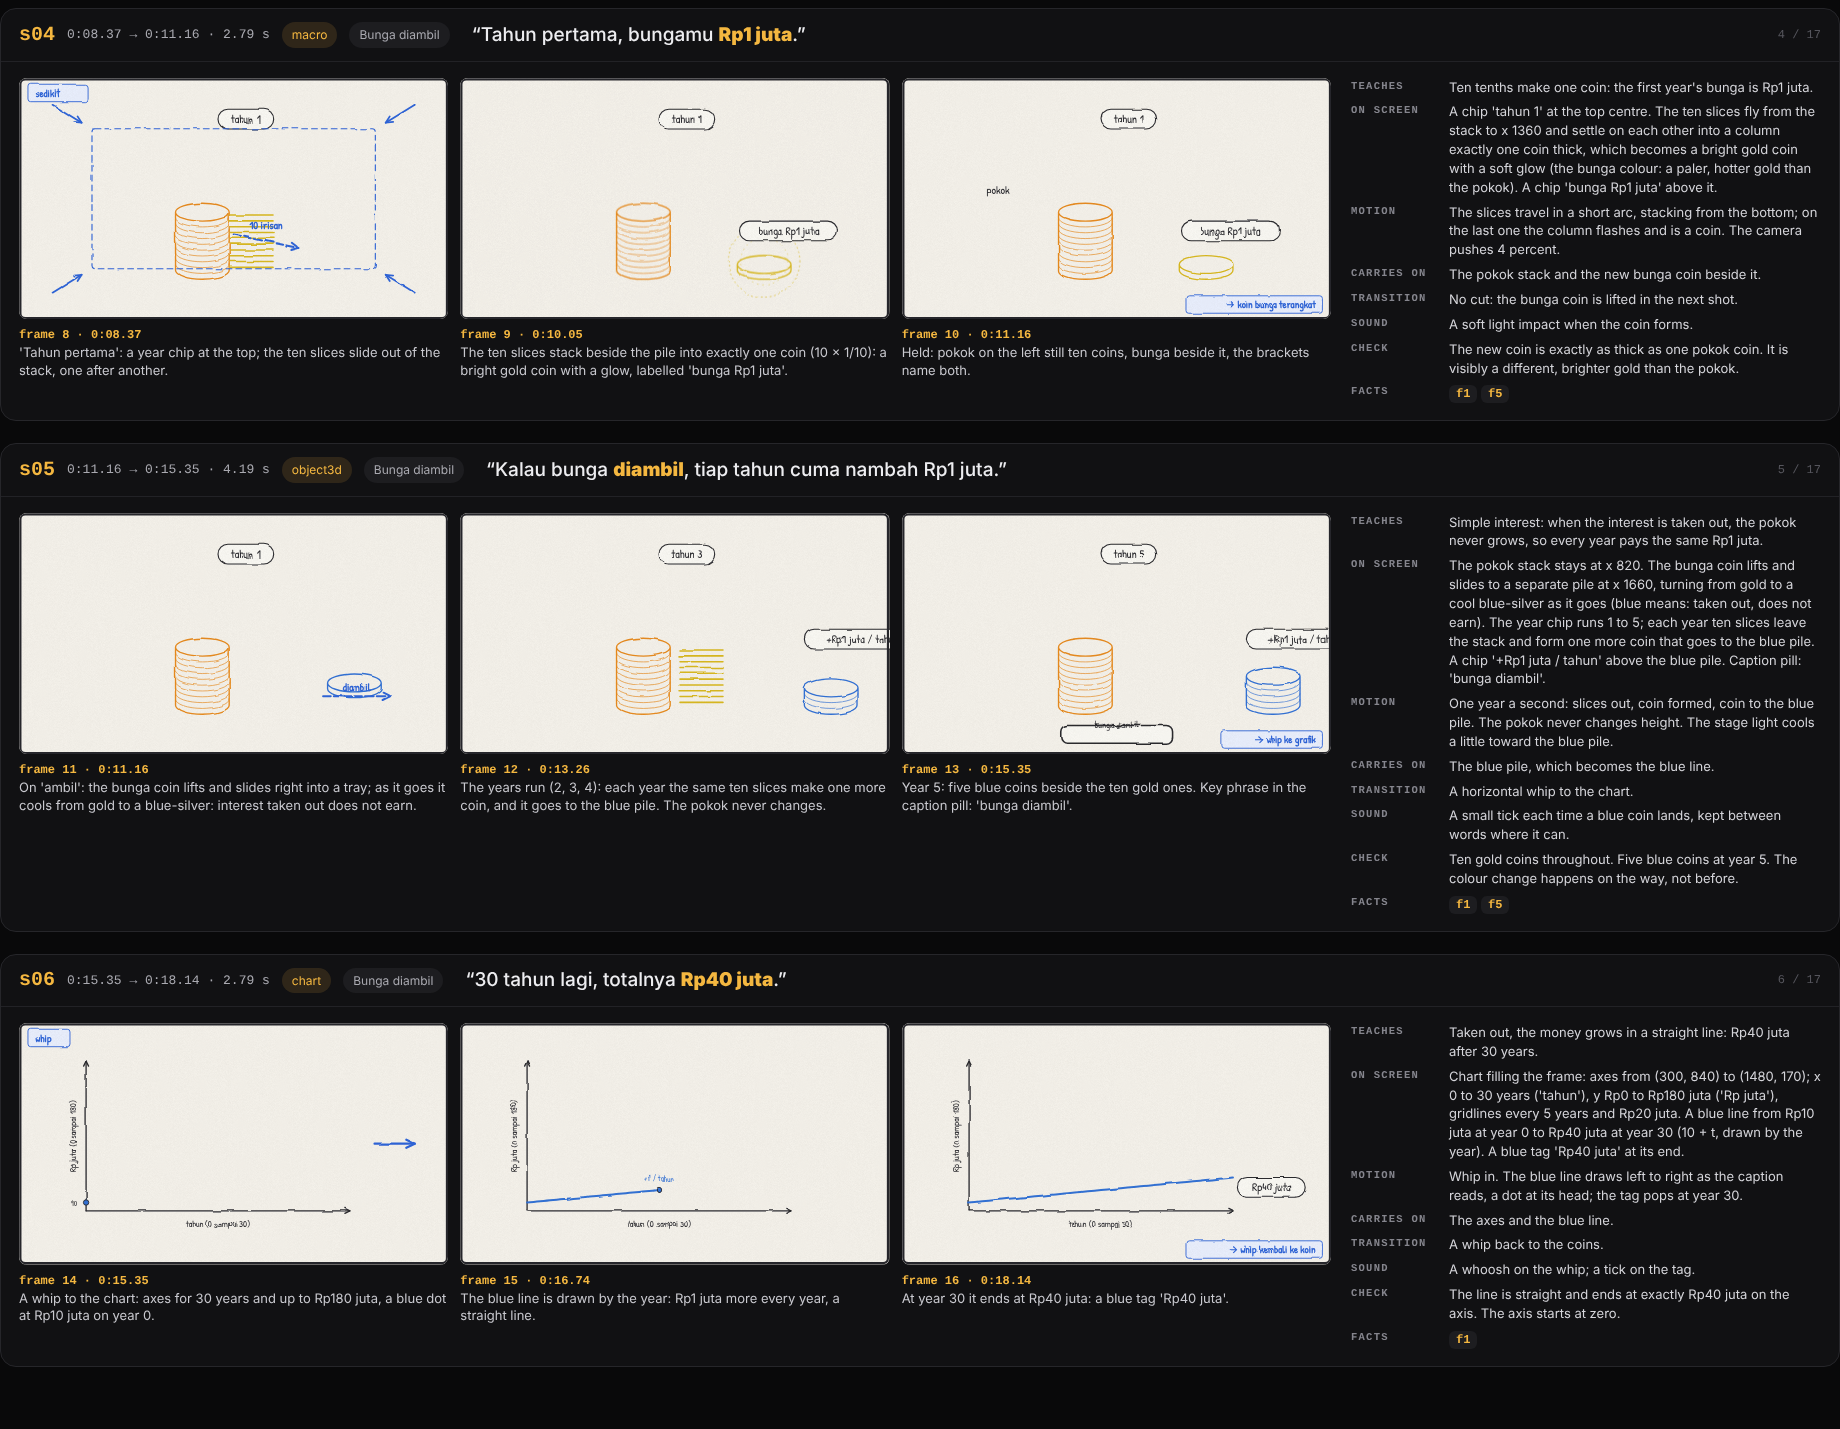 s04 0:08.37 → 0:11.16 · 2.79 s macro Bunga diambil “Tahun pertama, bungamu Rp1 juta.” 4 / 17
sedikit
tahun 1
10 irisan
tahun 1
bunga Rp1 juta
tahun 1
pokok
bunga Rp1 juta
→ koin bunga terangkat
frame 8 · 0:08.37
'Tahun pertama': a year chip at the top; the ten slices slide out of the
stack, one after another.
frame 9 · 0:10.05
The ten slices stack beside the pile into exactly one coin (10 × 1/10): a
bright gold coin with a glow, labelled 'bunga Rp1 juta'.
frame 10 · 0:11.16
Held: pokok on the left still ten coins, bunga beside it, the brackets
name both.
TEACHES Ten tenths make one coin: the first year's bunga is Rp1 juta.
ON SCREEN A chip 'tahun 1' at the top centre. The ten slices fly from the
stack to x 1360 and settle on each other into a column
exactly one coin thick, which becomes a bright gold coin
with a soft glow (the bunga colour: a paler, hotter gold than
the pokok). A chip 'bunga Rp1 juta' above it.
MOTION The slices travel in a short arc, stacking from the bottom; on
the last one the column flashes and is a coin. The camera
pushes 4 percent.
CARRIES ON The pokok stack and the new bunga coin beside it.
TRANSITION No cut: the bunga coin is lifted in the next shot.
SOUND A soft light impact when the coin forms.
CHECK The new coin is exactly as thick as one pokok coin. It is
visibly a different, brighter gold than the pokok.
FACTS f1 f5
s05 0:11.16 → 0:15.35 · 4.19 s object3d Bunga diambil “Kalau bunga diambil, tiap tahun cuma nambah Rp1 juta.” 5 / 17
tahun 1
diambil
tahun 3
+Rp1 juta / tah
tahun 5
+Rp1 juta / tah
bunga diambil
→ whip ke grafik
frame 11 · 0:11.16
On 'ambil': the bunga coin lifts and slides right into a tray; as it goes it
cools from gold to a blue-silver: interest taken out does not earn.
frame 12 · 0:13.26
The years run (2, 3, 4): each year the same ten slices make one more
coin, and it goes to the blue pile. The pokok never changes.
frame 13 · 0:15.35
Year 5: five blue coins beside the ten gold ones. Key phrase in the
caption pill: 'bunga diambil'.
TEACHES Simple interest: when the interest is taken out, the pokok
never grows, so every year pays the same Rp1 juta.
ON SCREEN The pokok stack stays at x 820. The bunga coin lifts and
slides to a separate pile at x 1660, turning from gold to a
cool blue-silver as it goes (blue means: taken out, does not
earn). The year chip runs 1 to 5; each year ten slices leave
the stack and form one more coin that goes to the blue pile.
A chip '+Rp1 juta / tahun' above the blue pile. Caption pill:
'bunga diambil'.
MOTION One year a second: slices out, coin formed, coin to the blue
pile. The pokok never changes height. The stage light cools
a little toward the blue pile.
CARRIES ON The blue pile, which becomes the blue line.
TRANSITION A horizontal whip to the chart.
SOUND A small tick each time a blue coin lands, kept between
words where it can.
CHECK Ten gold coins throughout. Five blue coins at year 5. The
colour change happens on the way, not before.
FACTS f1 f5
s06 0:15.35 → 0:18.14 · 2.79 s chart Bunga diambil “30 tahun lagi, totalnya Rp40 juta.” 6 / 17
whip
Rp juta (0 sampai 180)
10
tahun (0 sampai 30)
Rp juta (0 sampai 180)
+1 / tahun
tahun (0 sampai 30)
Rp juta (0 sampai 180)
Rp40 juta
tahun (0 sampai 30)
→ whip kembali ke koin
frame 14 · 0:15.35
A whip to the chart: axes for 30 years and up to Rp180 juta, a blue dot
at Rp10 juta on year 0.
frame 15 · 0:16.74
The blue line is drawn by the year: Rp1 juta more every year, a
straight line.
frame 16 · 0:18.14
At year 30 it ends at Rp40 juta: a blue tag 'Rp40 juta'.
TEACHES Taken out, the money grows in a straight line: Rp40 juta
after 30 years.
ON SCREEN Chart filling the frame: axes from (300, 840) to (1480, 170); x
0 to 30 years ('tahun'), y Rp0 to Rp180 juta ('Rp juta'),
gridlines every 5 years and Rp20 juta. A blue line from Rp10
juta at year 0 to Rp40 juta at year 30 (10 + t, drawn by the
year). A blue tag 'Rp40 juta' at its end.
MOTION Whip in. The blue line draws left to right as the caption
reads, a dot at its head; the tag pops at year 30.
CARRIES ON The axes and the blue line.
TRANSITION A whip back to the coins.
SOUND A whoosh on the whip; a tick on the tag.
CHECK The line is straight and ends at exactly Rp40 juta on the
axis. The axis starts at zero.
FACTS f1